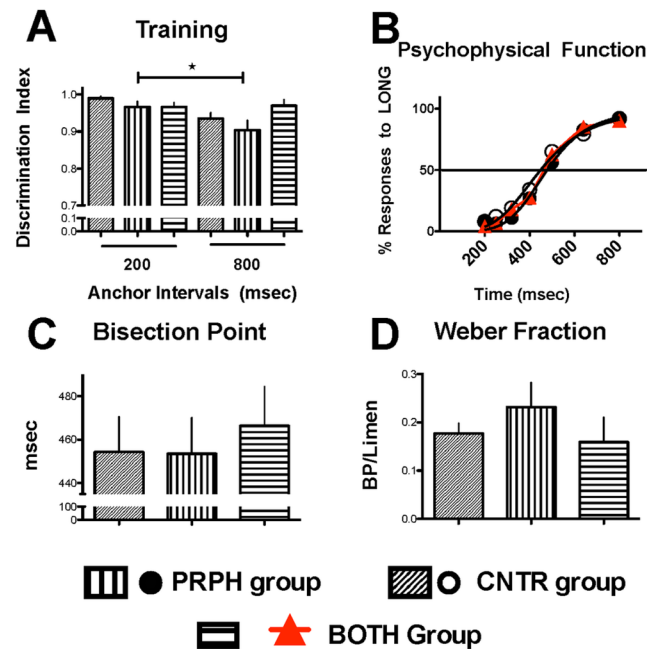 A
Training
Discrimination Index
1.0
0.9
0.7
0.1
0.0
★
200
800
Anchor Intervals (msec)
B
Psychophysical Function
% Responses to LONG
100
50
0
200
400
600
800
Time (msec)
C
Bisection Point
msec
480
460
440
100
0
D
Weber Fraction
BP/Limen
0.3
0.2
0.1
0.0
PRPH group
CNTR group
BOTH Group